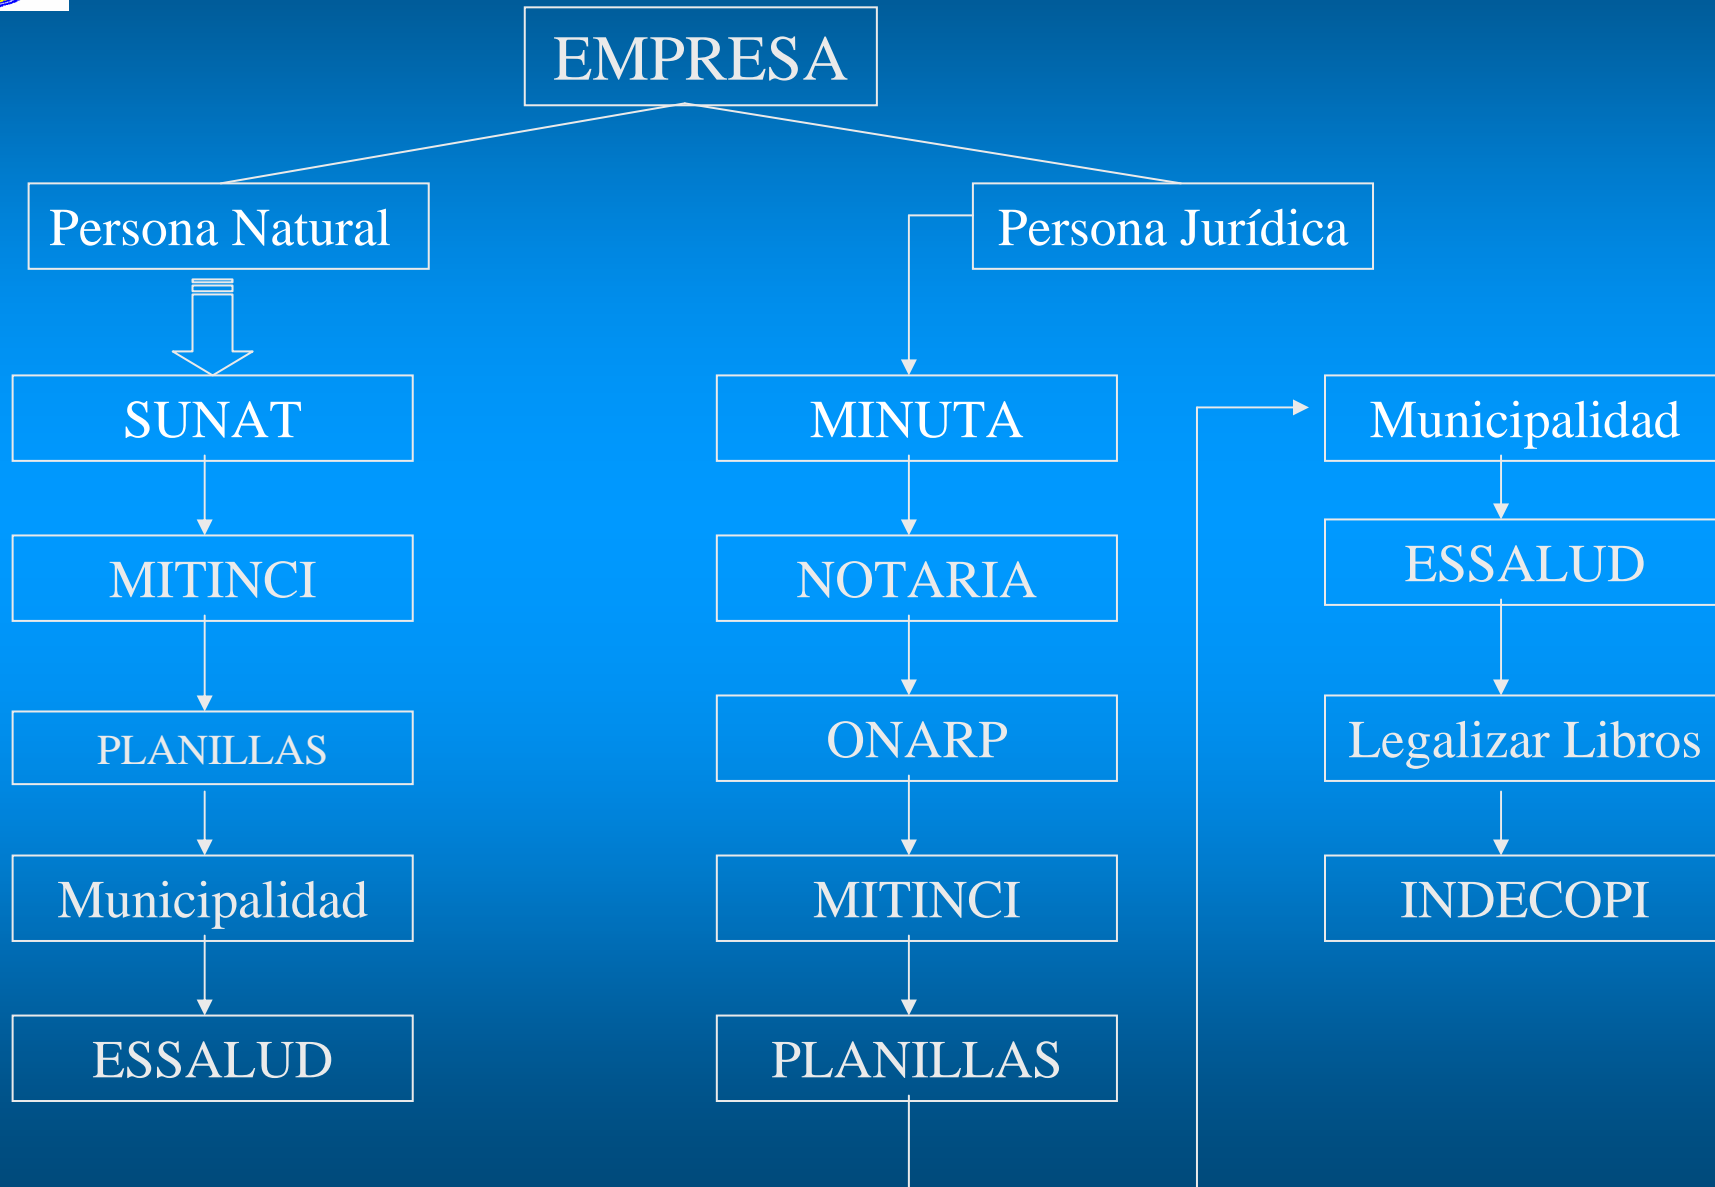 EMPRESA
Persona Natural
Persona Jurídica
SUNAT
MINUTA
Municipalidad
MITINCI
NOTARIA
ESSALUD
PLANILLAS
ONARP
Legalizar Libros
Municipalidad
MITINCI
INDECOPI
ESSALUD
PLANILLAS